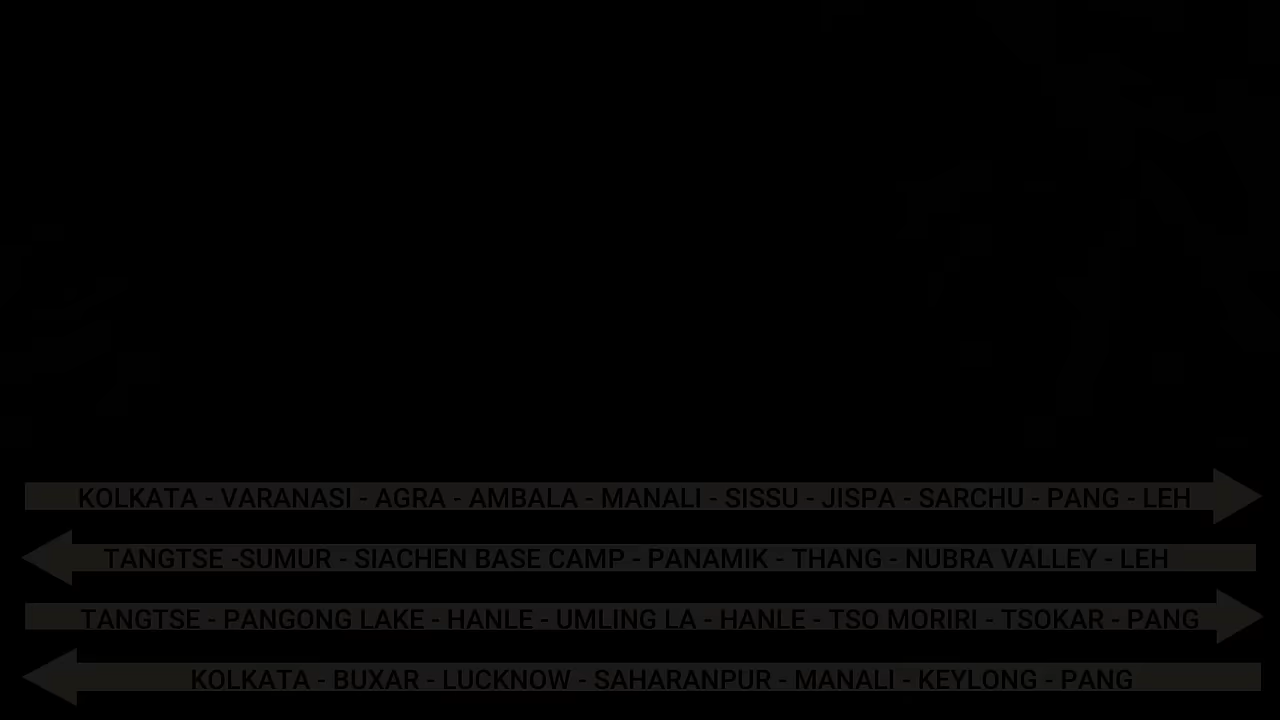 KOLKATA - VARANASI - AGRA - AMBALA - MANALI - SISSU - JISPA - SARCHU - PANG - LEH
TANGTSE -SUMUR - SIACHEN BASE CAMP - PANAMIK - THANG - NUBRA VALLEY - LEH
TANGTSE - PANGONG LAKE - HANLE - UMLING LA - HANLE - TSO MORIRI - TSOKAR - PANG
KOLKATA - BUXAR - LUCKNOW - SAHARANPUR - MANALI - KEYLONG - PANG